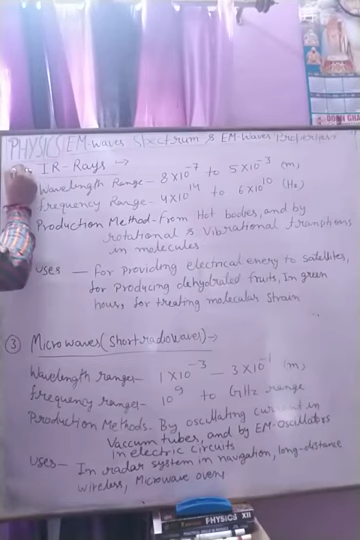 PHYSICS EM-waves Spectrum & EM-waves Properties
IR-Rays →
Wavelength Range - 8×10⁻⁷ to 5×10⁻³ (m)
frequency Range - 4×10¹⁴ to 6×10¹⁰ (Hz)
Production Method - From Hot bodies, and by
rotational & Vibrational transitions
in molecules
uses — for providing electrical enery to satellites,
for Producing dehydrated fruits, In green
hous, for treating molecular strain
③ Microwaves (Shortradiowaves) →
Wavelength range - 1×10⁻³ — 3×10⁻¹ (m)
frequency range - 10⁹ to GHz range
Production Methods. By oscillating current in
Vaccum tubes, and by EM-oscillators
in electric circuits
uses— In radar system in navigation, long-distance
wireless, Microwave oven
PHYSICS XII